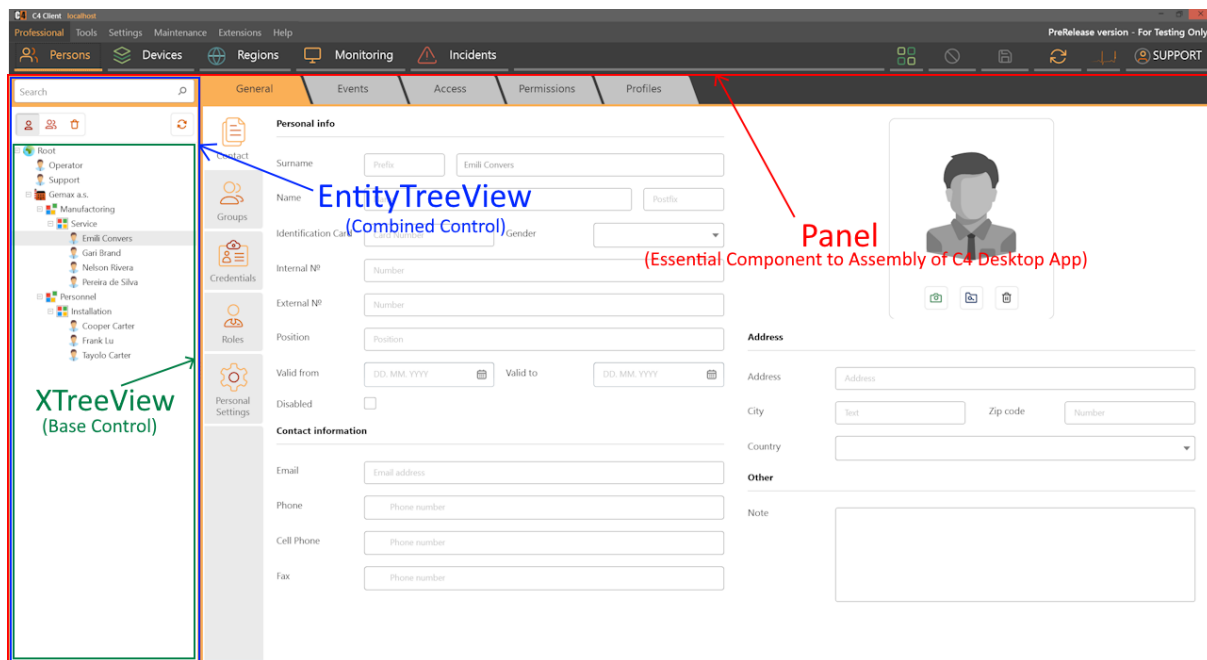 C4 Client localhost
Professional Tools Settings Maintenance Extensions Help
PreRelease version - For Testing Only
Persons Devices Regions Monitoring Incidents SUPPORT
Search
General Events Access Permissions Profiles
Root
Operator
Support
Gemax a.s.
Manufactoring
Service
Emili Convers
Gari Brand
Nelson Rivera
Pereira de Silva
Personnel
Installation
Cooper Carter
Frank Lu
Tayolo Carter
XTreeView
(Base Control)
EntityTreeView
(Combined Control)
Panel
(Essential Component to Assembly of C4 Desktop App)
Contact
Groups
Credentials
Roles
Personal
Settings
Personal info
Surname Prefix Emili Convers
Name Postfix
Identification Card Card Number Gender
Internal Nº Number
External Nº Number
Position Position
Valid from DD. MM. YYYY Valid to DD. MM. YYYY
Disabled
Contact information
Email Email address
Phone Phone number
Cell Phone Phone number
Fax Phone number
Address
Address Address
City Text Zip code Number
Country
Other
Note